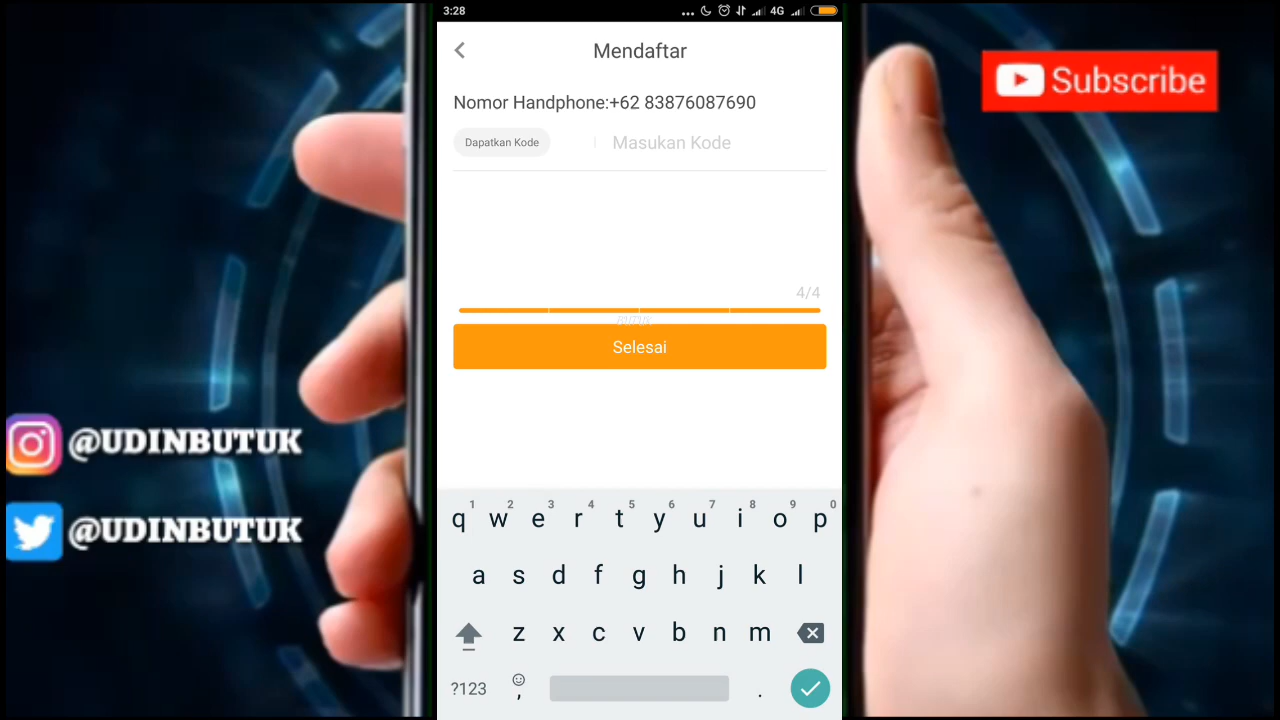 3:28
4G
Mendaftar
Nomor Handphone:+62 83876087690
Dapatkan Kode
Masukan Kode
4/4
Selesai
Subscribe
@UDINBUTUK
@UDINBUTUK
1 2 3 4 5 6 7 8 9 0
q w e r t y u i o p
a s d f g h j k l
z x c v b n m
?123 , .